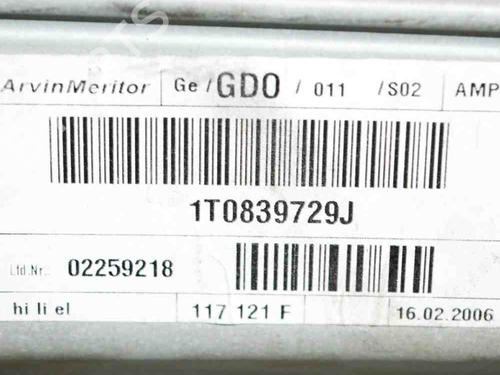 ArvinMeritor Ge / GDO / 011 / S02 AMP
1T0839729J
Lfd.Nr.: 02259218
hi li el 117 121 F 16.02.2006